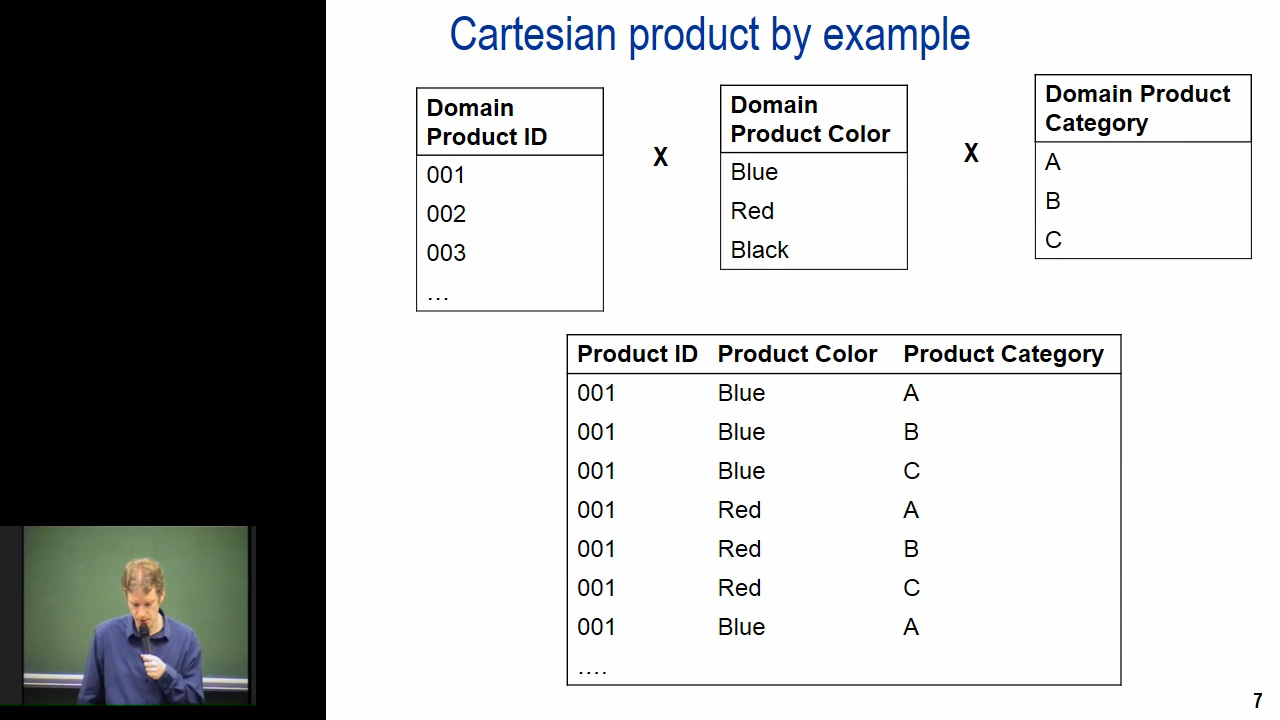 Cartesian product by example
Domain
Product ID
001
002
003
…
X
Domain
Product Color
Blue
Red
Black
X
Domain Product
Category
A
B
C
Product ID Product Color Product Category
001 Blue A
001 Blue B
001 Blue C
001 Red A
001 Red B
001 Red C
001 Blue A
….
7